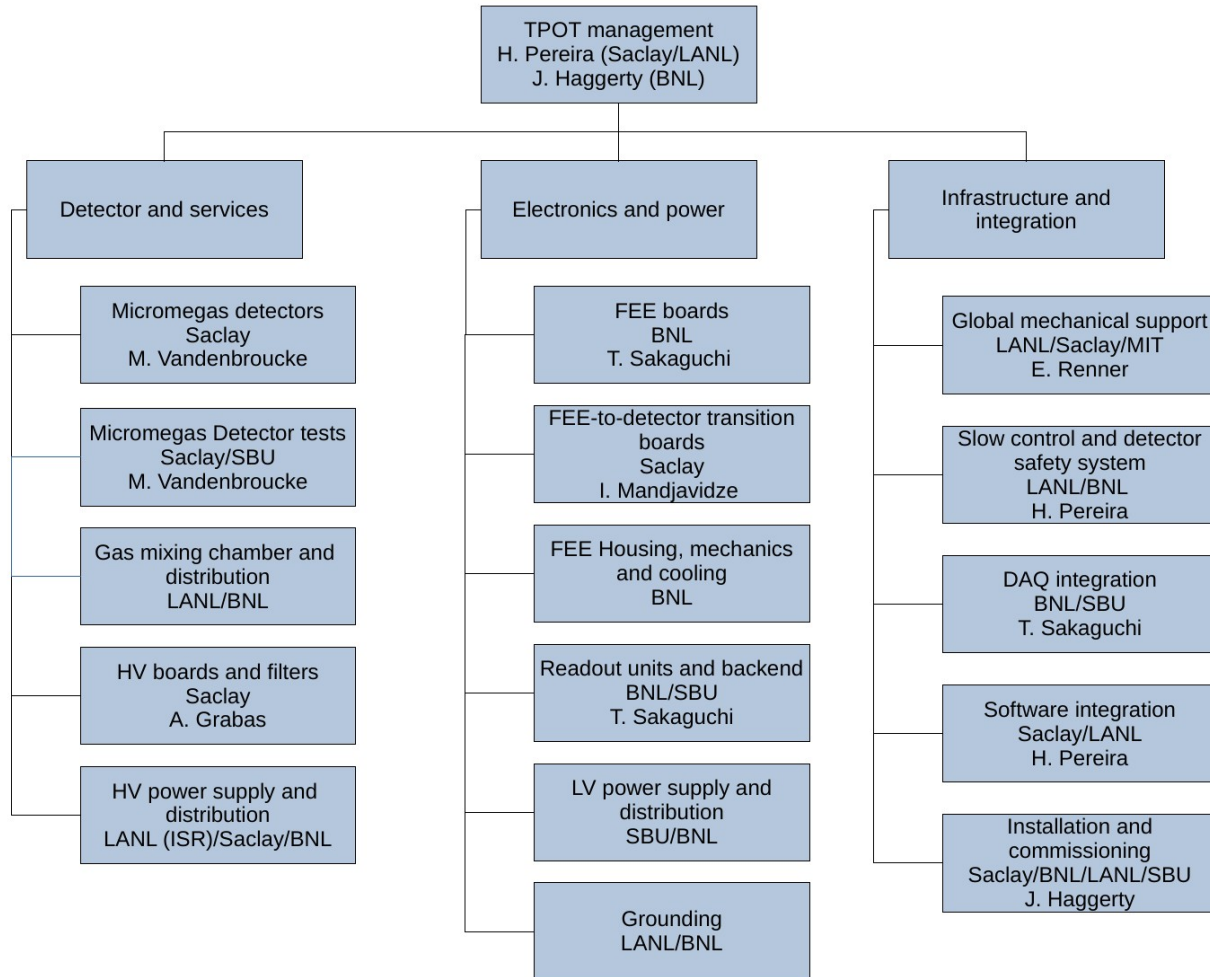 TPOT management
H. Pereira (Saclay/LANL)
J. Haggerty (BNL)
Detector and services
Micromegas detectors
Saclay
M. Vandenbroucke
Micromegas Detector tests
Saclay/SBU
M. Vandenbroucke
Gas mixing chamber and
distribution
LANL/BNL
HV boards and filters
Saclay
A. Grabas
HV power supply and
distribution
LANL (ISR)/Saclay/BNL
Electronics and power
FEE boards
BNL
T. Sakaguchi
FEE-to-detector transition
boards
Saclay
I. Mandjavidze
FEE Housing, mechanics
and cooling
BNL
Readout units and backend
BNL/SBU
T. Sakaguchi
LV power supply and
distribution
SBU/BNL
Grounding
LANL/BNL
Infrastructure and
integration
Global mechanical support
LANL/Saclay/MIT
E. Renner
Slow control and detector
safety system
LANL/BNL
H. Pereira
DAQ integration
BNL/SBU
T. Sakaguchi
Software integration
Saclay/LANL
H. Pereira
Installation and
commissioning
Saclay/BNL/LANL/SBU
J. Haggerty